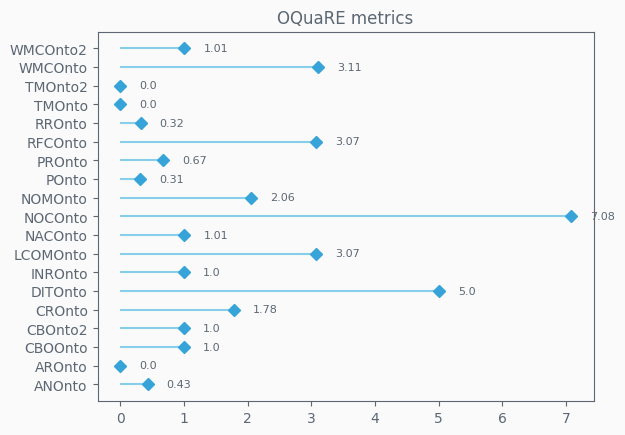 OQuaRE metrics
WMCOnto2 1.01
WMCOnto 3.11
TMOnto2 0.0
TMOnto 0.0
RROnto 0.32
RFCOnto 3.07
PROnto 0.67
POnto 0.31
NOMOnto 2.06
NOCOnto 7.08
NACOnto 1.01
LCOMOnto 3.07
INROnto 1.0
DITOnto 5.0
CROnto 1.78
CBOnto2 1.0
CBOOnto 1.0
AROnto 0.0
ANOnto 0.43
0 1 2 3 4 5 6 7